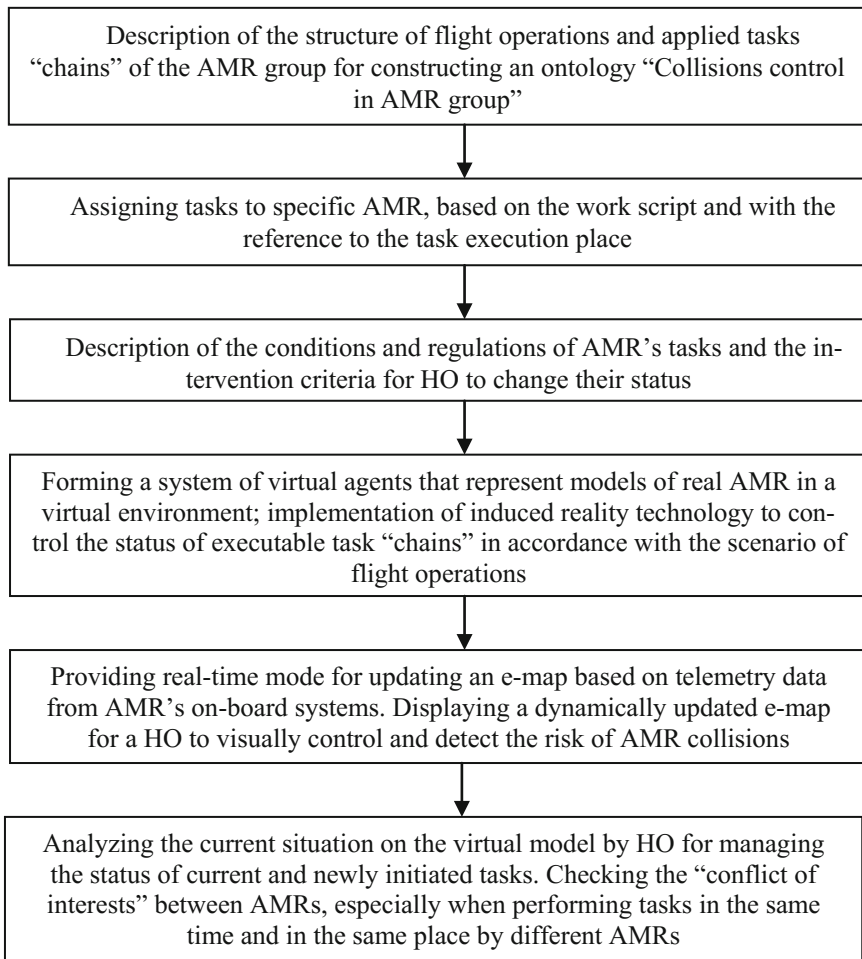 Description of the structure of flight operations and applied tasks
“chains” of the AMR group for constructing an ontology “Collisions control
in AMR group”
Assigning tasks to specific AMR, based on the work script and with the
reference to the task execution place
Description of the conditions and regulations of AMR’s tasks and the in-
tervention criteria for HO to change their status
Forming a system of virtual agents that represent models of real AMR in a
virtual environment; implementation of induced reality technology to con-
trol the status of executable task “chains” in accordance with the scenario of
flight operations
Providing real-time mode for updating an e-map based on telemetry data
from AMR’s on-board systems. Displaying a dynamically updated e-map
for a HO to visually control and detect the risk of AMR collisions
Analyzing the current situation on the virtual model by HO for managing
the status of current and newly initiated tasks. Checking the “conflict of
interests” between AMRs, especially when performing tasks in the same
time and in the same place by different AMRs